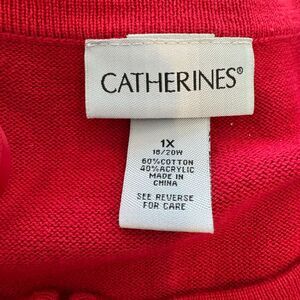 CATHERINES®
1X
18/20W
60%COTTON
40%ACRYLIC
MADE IN
CHINA
SEE REVERSE
FOR CARE